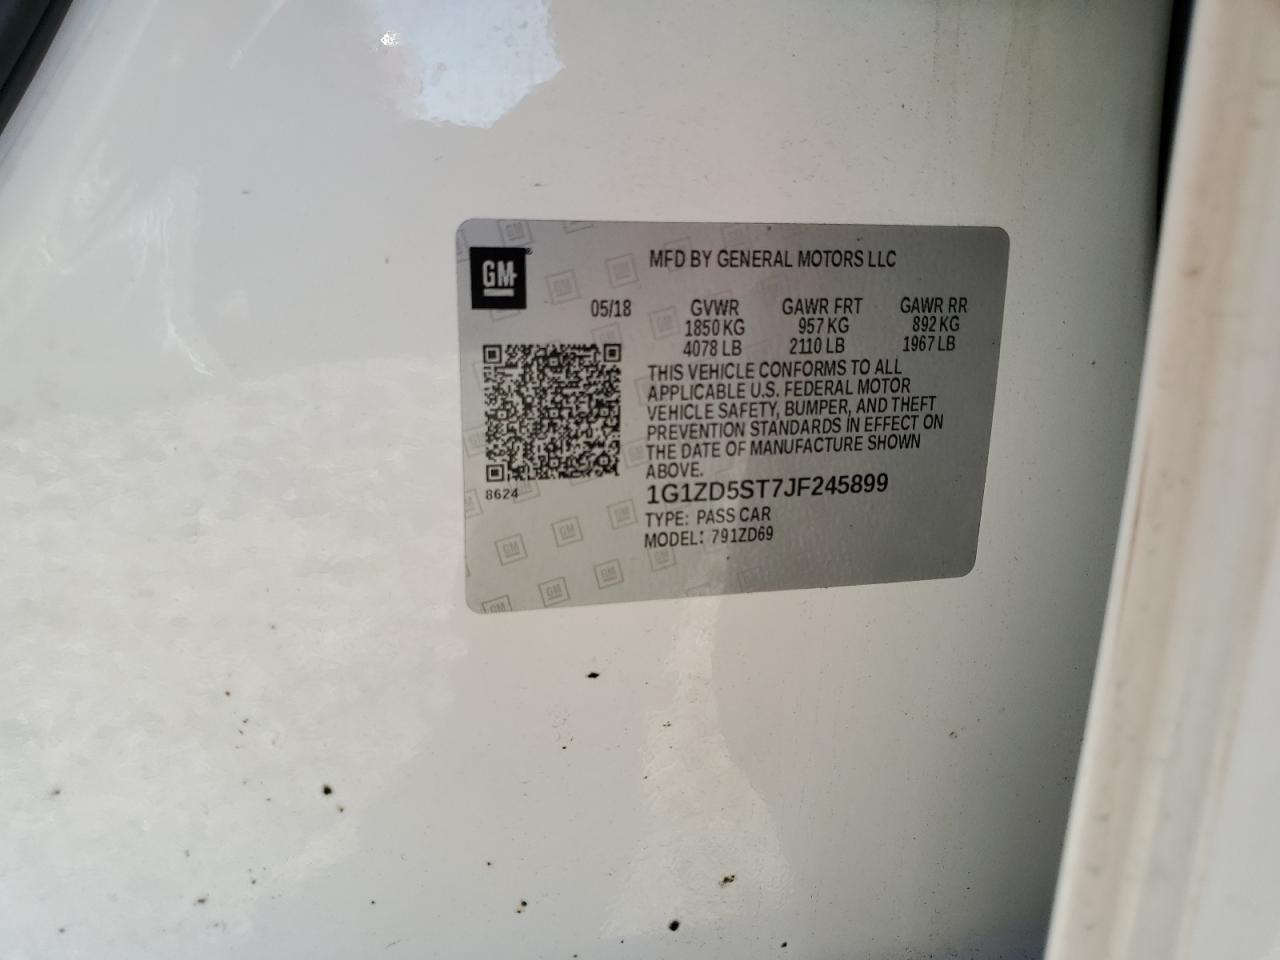 GM
MFD BY GENERAL MOTORS LLC
05/18 GVWR GAWR FRT GAWR RR
1850 KG 957 KG 892 KG
4078 LB 2110 LB 1967 LB
THIS VEHICLE CONFORMS TO ALL
APPLICABLE U.S. FEDERAL MOTOR
VEHICLE SAFETY, BUMPER, AND THEFT
PREVENTION STANDARDS IN EFFECT ON
THE DATE OF MANUFACTURE SHOWN
ABOVE.
8624
1G1ZD5ST7JF245899
TYPE: PASS CAR
MODEL: 791ZD69